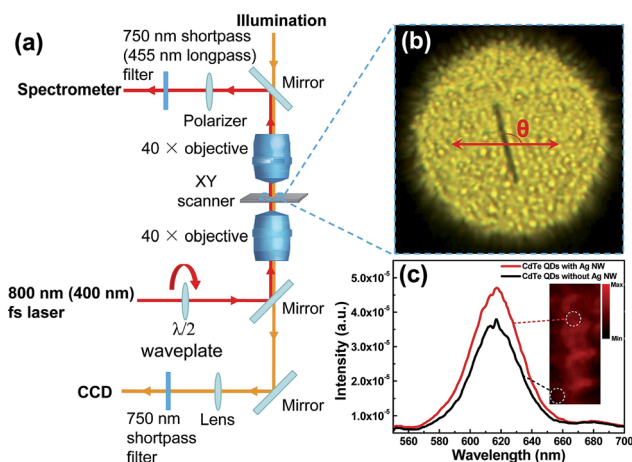 (a)
Illumination
750 nm shortpass
(455 nm longpass)
filter
Mirror
Spectrometer
Polarizer
40 × objective
XY
scanner
40 × objective
800 nm (400 nm)
fs laser
λ/2
waveplate
Mirror
CCD
Lens
Mirror
750 nm
shortpass
filter
(b)
θ
(c)
CdTe QDs with Ag NW
CdTe QDs without Ag NW
Max
Min
Intensity (a.u.)
5.0x10⁻⁵
4.0x10⁻⁵
3.0x10⁻⁵
2.0x10⁻⁵
1.0x10⁻⁵
560 580 600 620 640 660 680 700
Wavelength (nm)